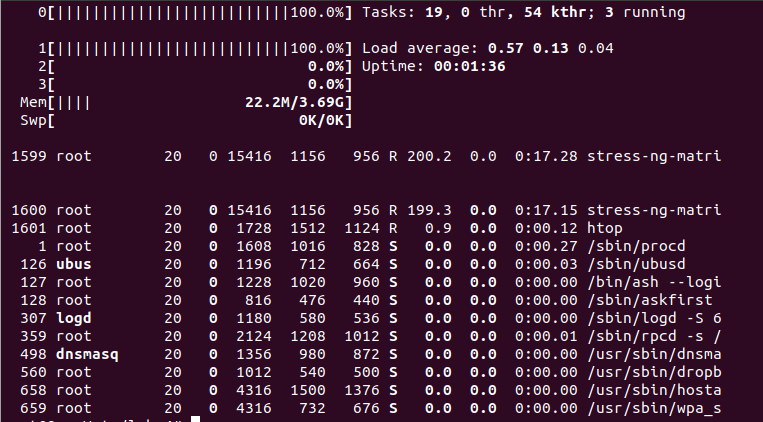 0[||||||||||||||||||||||||||100.0%] Tasks: 19, 0 thr, 54 kthr; 3 running
1[||||||||||||||||||||||||||100.0%] Load average: 0.57 0.13 0.04
2[ 0.0%] Uptime: 00:01:36
3[ 0.0%]
Mem[|||| 22.2M/3.69G]
Swp[ 0K/0K]
1599 root 20 0 15416 1156 956 R 200.2 0.0 0:17.28 stress-ng-matri
1600 root 20 0 15416 1156 956 R 199.3 0.0 0:17.15 stress-ng-matri
1601 root 20 0 1728 1512 1124 R 0.9 0.0 0:00.12 htop
1 root 20 0 1608 1016 828 S 0.0 0.0 0:00.27 /sbin/procd
126 ubus 20 0 1196 712 664 S 0.0 0.0 0:00.03 /sbin/ubusd
127 root 20 0 1228 1020 960 S 0.0 0.0 0:00.00 /bin/ash --logi
128 root 20 0 816 476 440 S 0.0 0.0 0:00.00 /sbin/askfirst
307 logd 20 0 1180 580 536 S 0.0 0.0 0:00.00 /sbin/logd -S 6
359 root 20 0 2124 1208 1012 S 0.0 0.0 0:00.01 /sbin/rpcd -s /
498 dnsmasq 20 0 1356 980 872 S 0.0 0.0 0:00.00 /usr/sbin/dnsma
560 root 20 0 1012 540 500 S 0.0 0.0 0:00.00 /usr/sbin/dropb
658 root 20 0 4316 1500 1376 S 0.0 0.0 0:00.00 /usr/sbin/hosta
659 root 20 0 4316 732 676 S 0.0 0.0 0:00.00 /usr/sbin/wpa_s